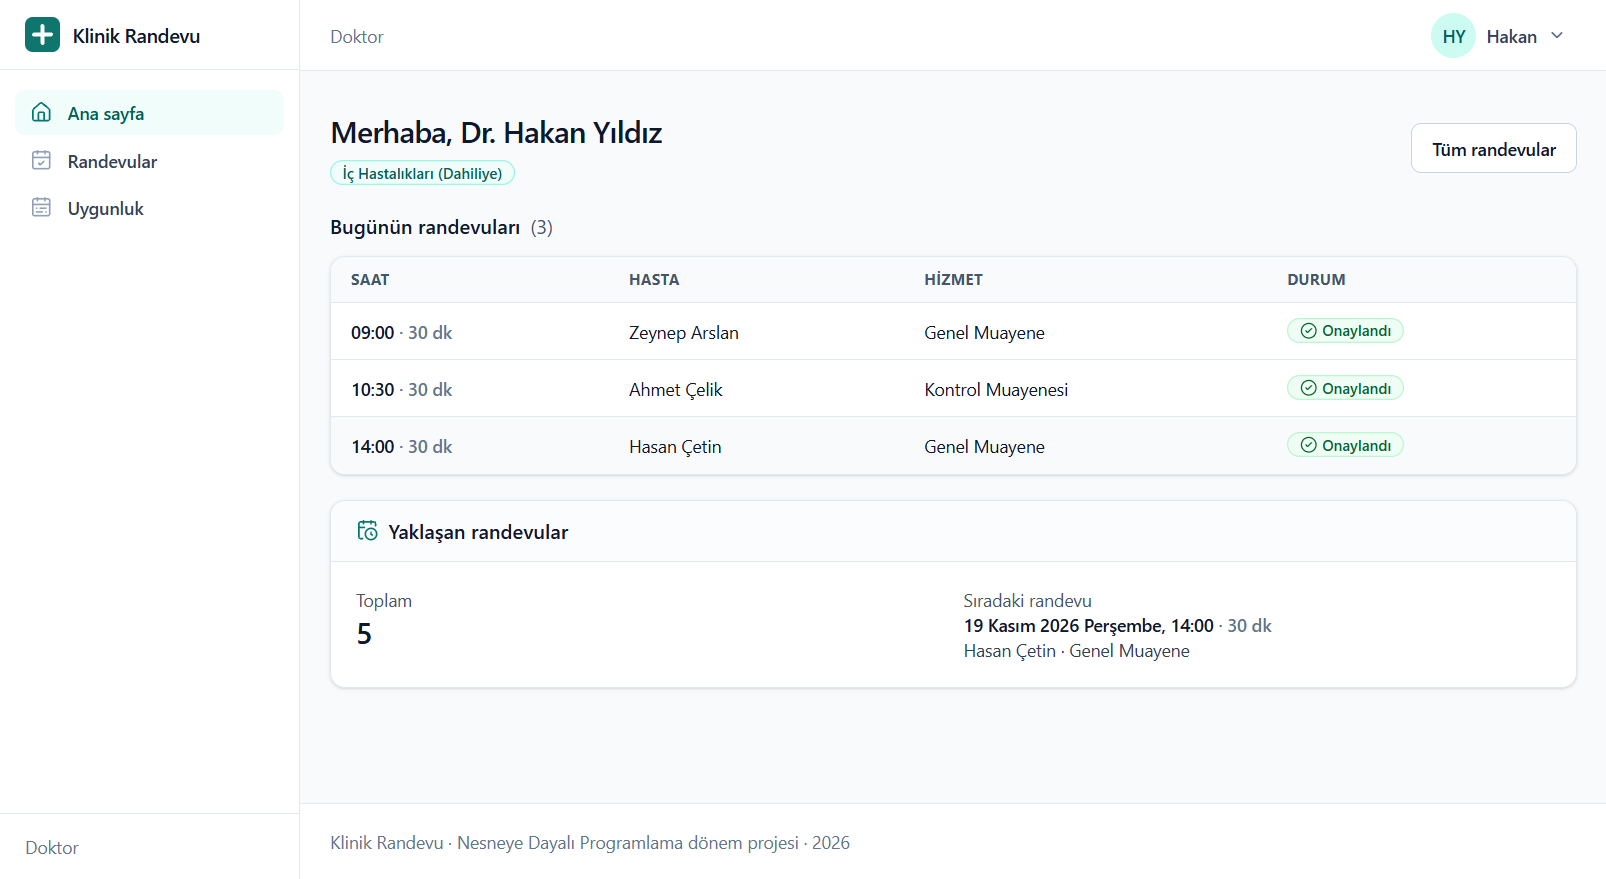 Klinik Randevu
Doktor
HY Hakan
Ana sayfa
Randevular
Uygunluk
Merhaba, Dr. Hakan Yıldız
İç Hastalıkları (Dahiliye)
Tüm randevular
Bugünün randevuları (3)
SAAT HASTA HİZMET DURUM
09:00 · 30 dk Zeynep Arslan Genel Muayene Onaylandı
10:30 · 30 dk Ahmet Çelik Kontrol Muayenesi Onaylandı
14:00 · 30 dk Hasan Çetin Genel Muayene Onaylandı
Yaklaşan randevular
Toplam
5
Sıradaki randevu
19 Kasım 2026 Perşembe, 14:00 · 30 dk
Hasan Çetin · Genel Muayene
Doktor
Klinik Randevu · Nesneye Dayalı Programlama dönem projesi · 2026